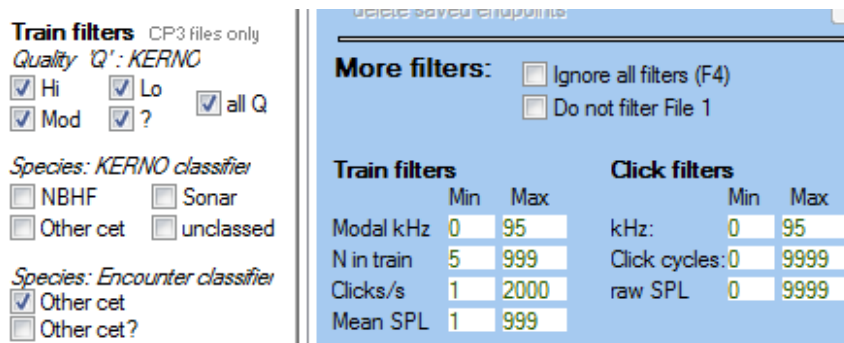 Train filters CP3 files only
Quality 'Q' : KERNO
Hi Lo
all Q
Mod ?
Species: KERNO classifier
NBHF Sonar
Other cet unclassed
Species: Encounter classifier
Other cet
Other cet?
delete saved endpoints
More filters: Ignore all filters (F4)
Do not filter File 1
Train filters Click filters
Min Max Min Max
Modal kHz 0 95 kHz: 0 95
N in train 5 999 Click cycles: 0 9999
Clicks/s 1 2000 raw SPL 0 9999
Mean SPL 1 999